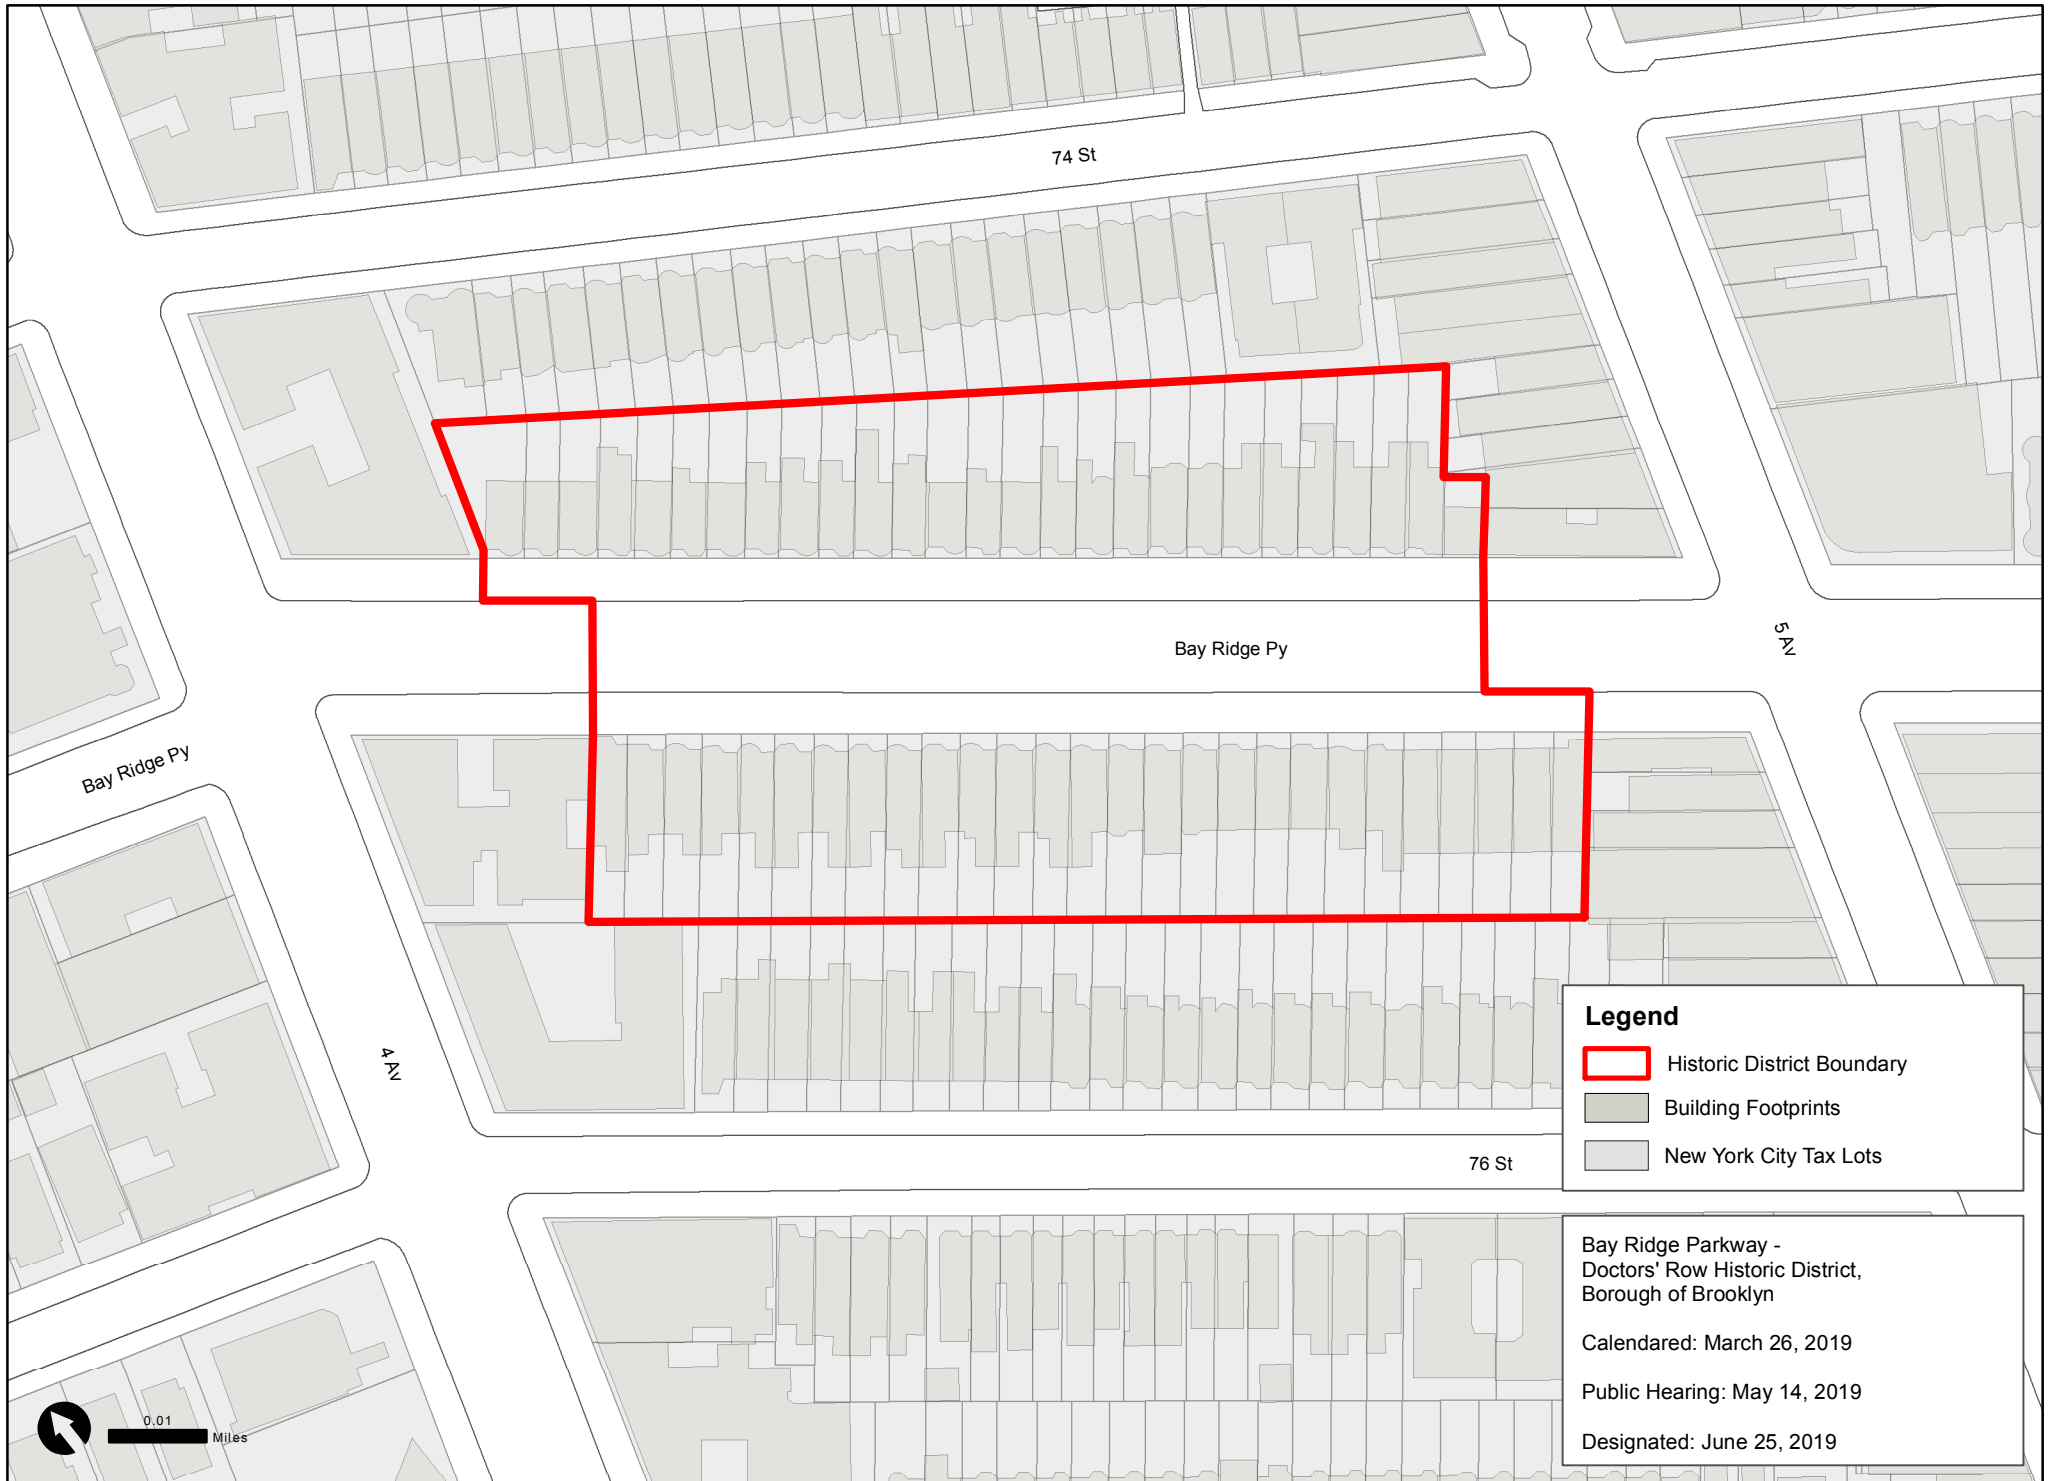 74 St
Bay Ridge Py
5 Av
Bay Ridge Py
4 Av
76 St
Legend
Historic District Boundary
Building Footprints
New York City Tax Lots
Bay Ridge Parkway -
Doctors' Row Historic District,
Borough of Brooklyn
Calendared: March 26, 2019
Public Hearing: May 14, 2019
Designated: June 25, 2019
0.01
Miles